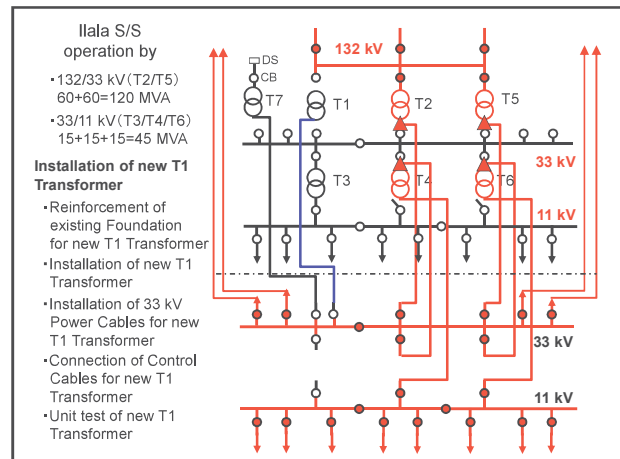 Ilala S/S
operation by
・132/33 kV(T2/T5)
60+60=120 MVA
・33/11 kV(T3/T4/T6)
15+15+15=45 MVA
Installation of new T1
Transformer
・Reinforcement of
existing Foundation
for new T1 Transformer
・Installation of new T1
Transformer
・Installation of 33 kV
Power Cables for new
T1 Transformer
・Connection of Control
Cables for new T1
Transformer
・Unit test of new T1
Transformer
132 kV
DS
CB
T7
T1
T2
T5
33 kV
T3
T4
T6
11 kV
33 kV
11 kV